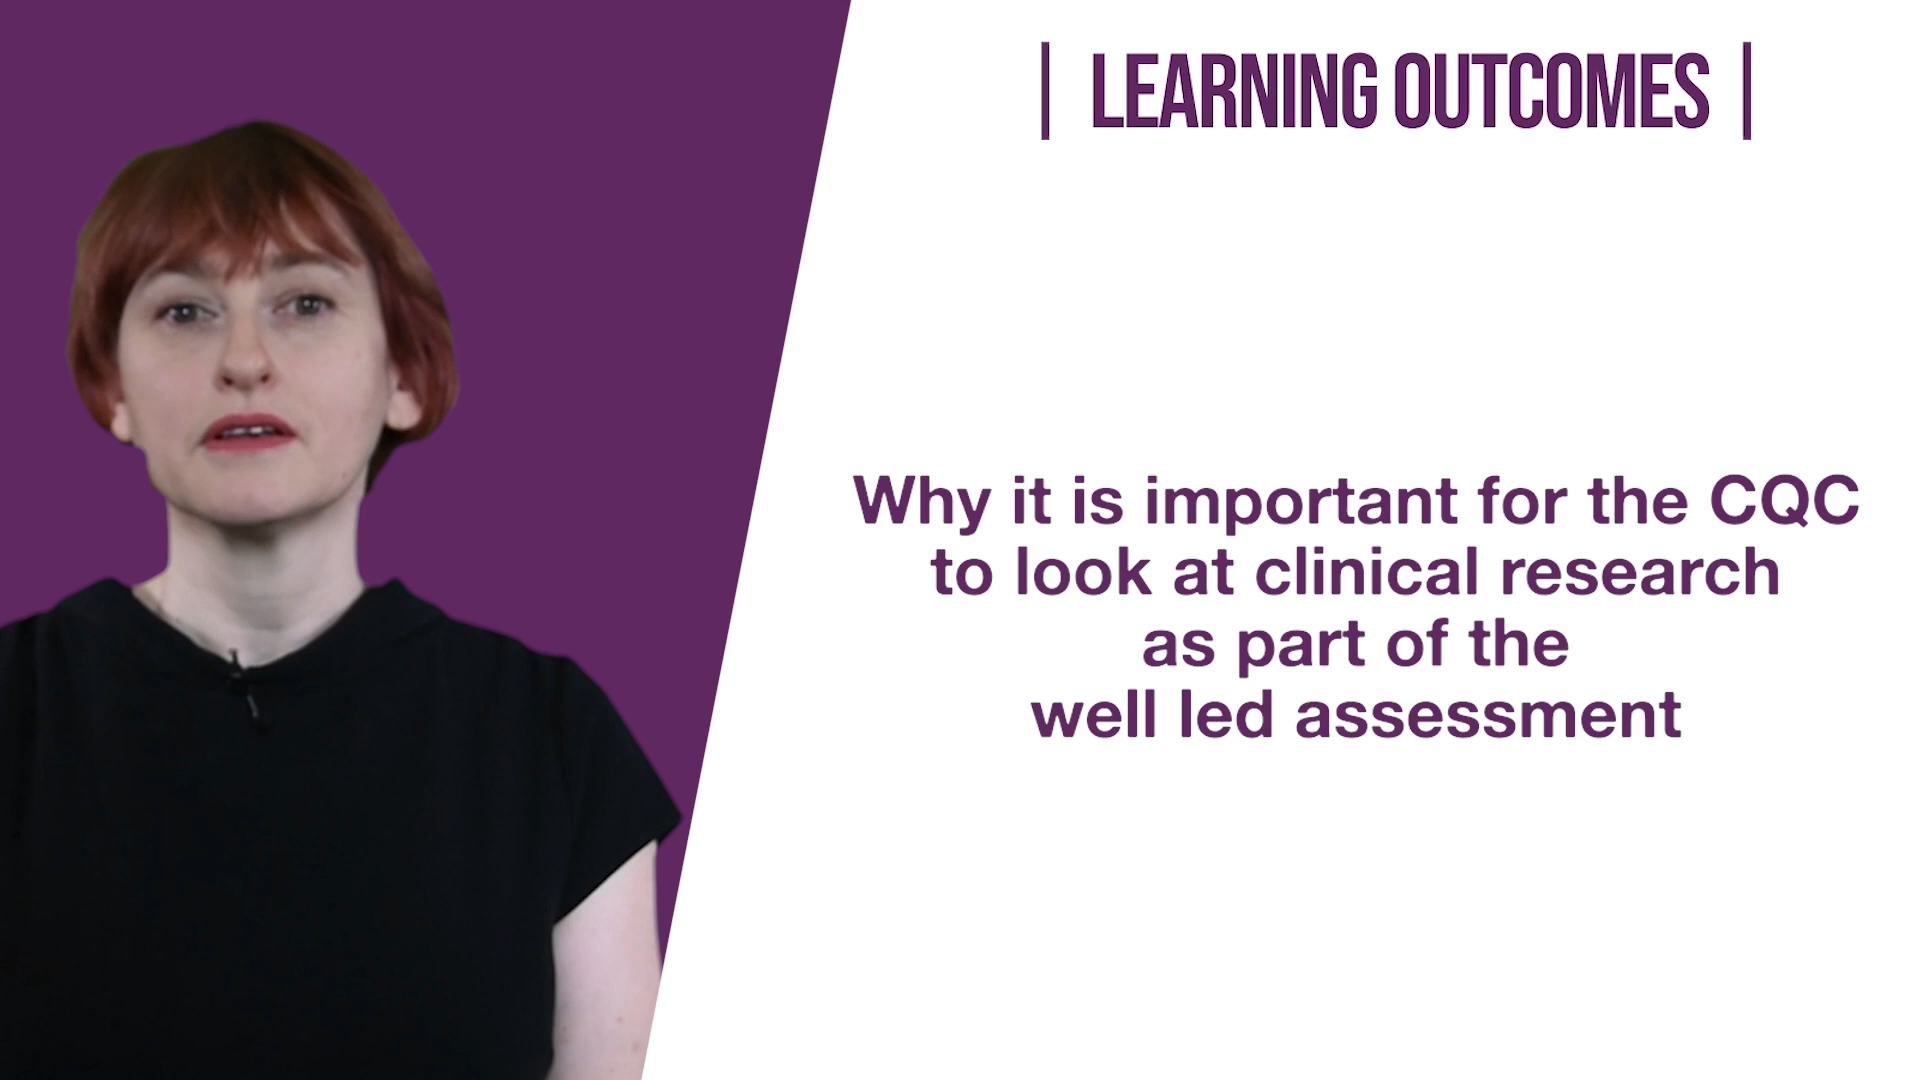 | LEARNING OUTCOMES |
Why it is important for the CQC
to look at clinical research
as part of the
well led assessment